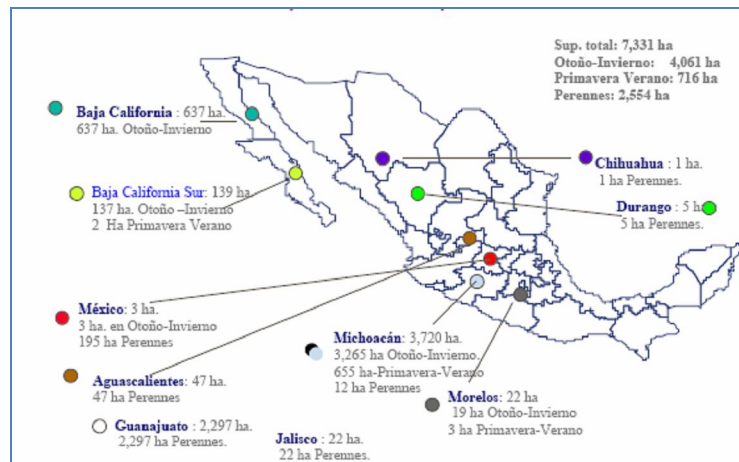 Sup. total: 7,331 ha
Otoño-Invierno: 4,061 ha
Primavera Verano: 716 ha
Perennes: 2,554 ha
Baja California : 637 ha.
637 ha. Otoño-Invierno
Chihuahua : 1 ha.
1 ha Perennes.
Baja California Sur: 139 ha.
137 ha. Otoño –Invierno
2 Ha Primavera Verano
Durango : 5 ha
5 ha Perennes.
México: 3 ha.
3 ha. en Otoño-Invierno
195 ha Perennes
Michoacán : 3,720 ha.
3,265 ha Otoño-Invierno.
655 ha-Primavera-Verano
12 ha Perennes
Aguascalientes : 47 ha.
47 ha Perennes
Morelos : 22 ha
19 ha Otoño-Invierno
3 ha Primavera-Verano
Guanajuato : 2,297 ha.
2,297 ha Perennes.
Jalisco : 22 ha.
22 ha Perennes.